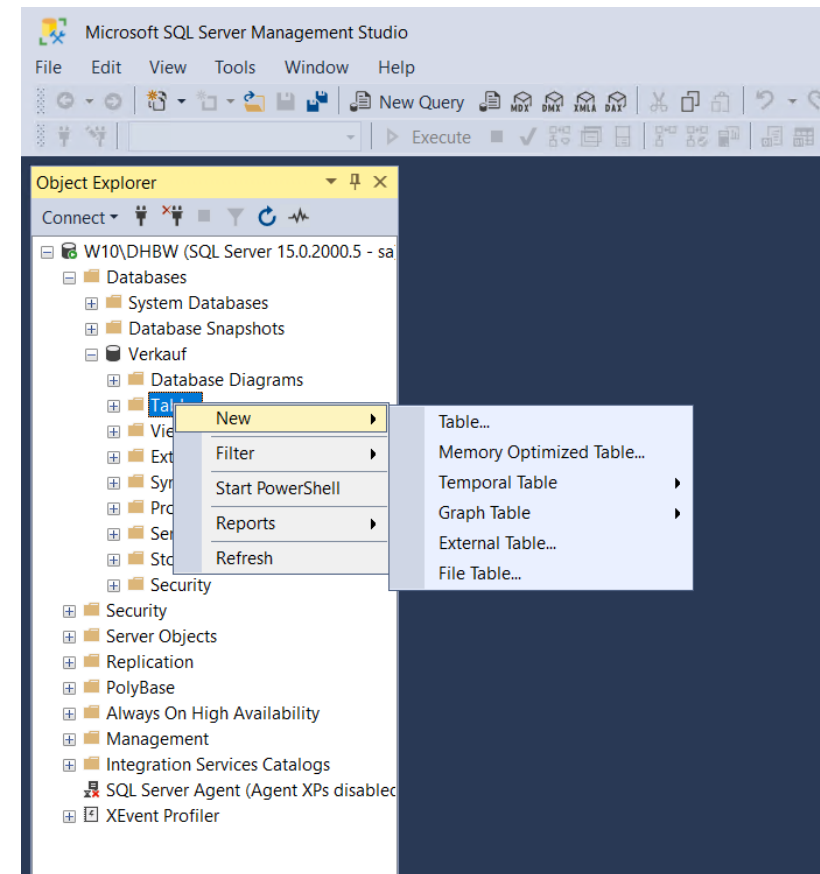 Microsoft SQL Server Management Studio
File Edit View Tools Window Help
New Query MDX DMX XMLA DAX
Execute
Object Explorer
Connect
W10\DHBW (SQL Server 15.0.2000.5 - sa
Databases
System Databases
Database Snapshots
Verkauf
Database Diagrams
New
Table...
Vie
Filter
Memory Optimized Table...
Ext
Temporal Table
Syn
Start PowerShell
Graph Table
Reports
External Table...
Ser
Refresh
File Table...
Security
Security
Server Objects
Replication
PolyBase
Always On High Availability
Management
Integration Services Catalogs
SQL Server Agent (Agent XPs disabled
XEvent Profiler